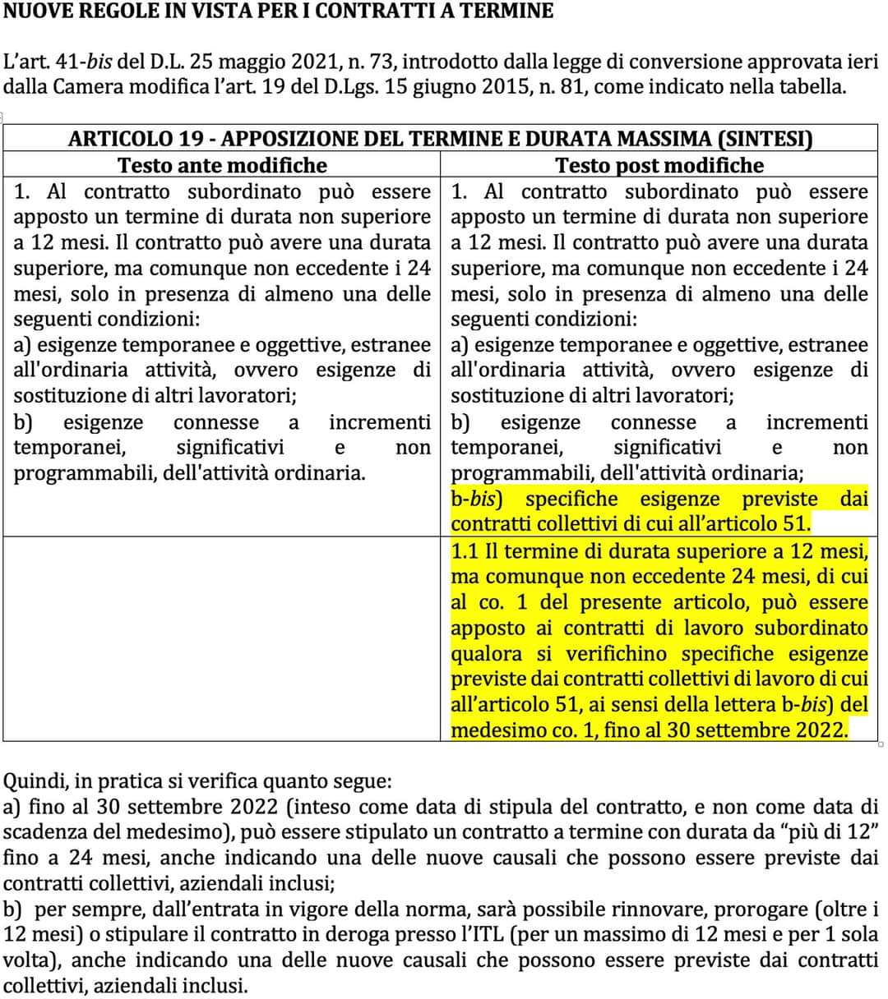 NUOVE REGOLE IN VISTA PER I CONTRATTI A TERMINE
L’art. 41-bis del D.L. 25 maggio 2021, n. 73, introdotto dalla legge di conversione approvata ieri
dalla Camera modifica l’art. 19 del D.Lgs. 15 giugno 2015, n. 81, come indicato nella tabella.
ARTICOLO 19 - APPOSIZIONE DEL TERMINE E DURATA MASSIMA (SINTESI)
Testo ante modifiche
1. Al contratto subordinato può essere
apposto un termine di durata non superiore
a 12 mesi. Il contratto può avere una durata
superiore, ma comunque non eccedente i 24
mesi, solo in presenza di almeno una delle
seguenti condizioni:
a) esigenze temporanee e oggettive, estranee
all'ordinaria attività, ovvero esigenze di
sostituzione di altri lavoratori;
b) esigenze connesse a incrementi
temporanei, significativi e non
programmabili, dell'attività ordinaria.
Testo post modifiche
1. Al contratto subordinato può essere
apposto un termine di durata non superiore
a 12 mesi. Il contratto può avere una durata
superiore, ma comunque non eccedente i 24
mesi, solo in presenza di almeno una delle
seguenti condizioni:
a) esigenze temporanee e oggettive, estranee
all'ordinaria attività, ovvero esigenze di
sostituzione di altri lavoratori;
b) esigenze connesse a incrementi
temporanei, significativi e non
programmabili, dell'attività ordinaria;
b-bis) specifiche esigenze previste dai
contratti collettivi di cui all’articolo 51.
1.1 Il termine di durata superiore a 12 mesi,
ma comunque non eccedente 24 mesi, di cui
al co. 1 del presente articolo, può essere
apposto ai contratti di lavoro subordinato
qualora si verifichino specifiche esigenze
previste dai contratti collettivi di lavoro di cui
all’articolo 51, ai sensi della lettera b-bis) del
medesimo co. 1, fino al 30 settembre 2022.
Quindi, in pratica si verifica quanto segue:
a) fino al 30 settembre 2022 (inteso come data di stipula del contratto, e non come data di
scadenza del medesimo), può essere stipulato un contratto a termine con durata da “più di 12”
fino a 24 mesi, anche indicando una delle nuove causali che possono essere previste dai
contratti collettivi, aziendali inclusi;
b) per sempre, dall’entrata in vigore della norma, sarà possibile rinnovare, prorogare (oltre i
12 mesi) o stipulare il contratto in deroga presso l’ITL (per un massimo di 12 mesi e per 1 sola
volta), anche indicando una delle nuove causali che possono essere previste dai contratti
collettivi, aziendali inclusi.